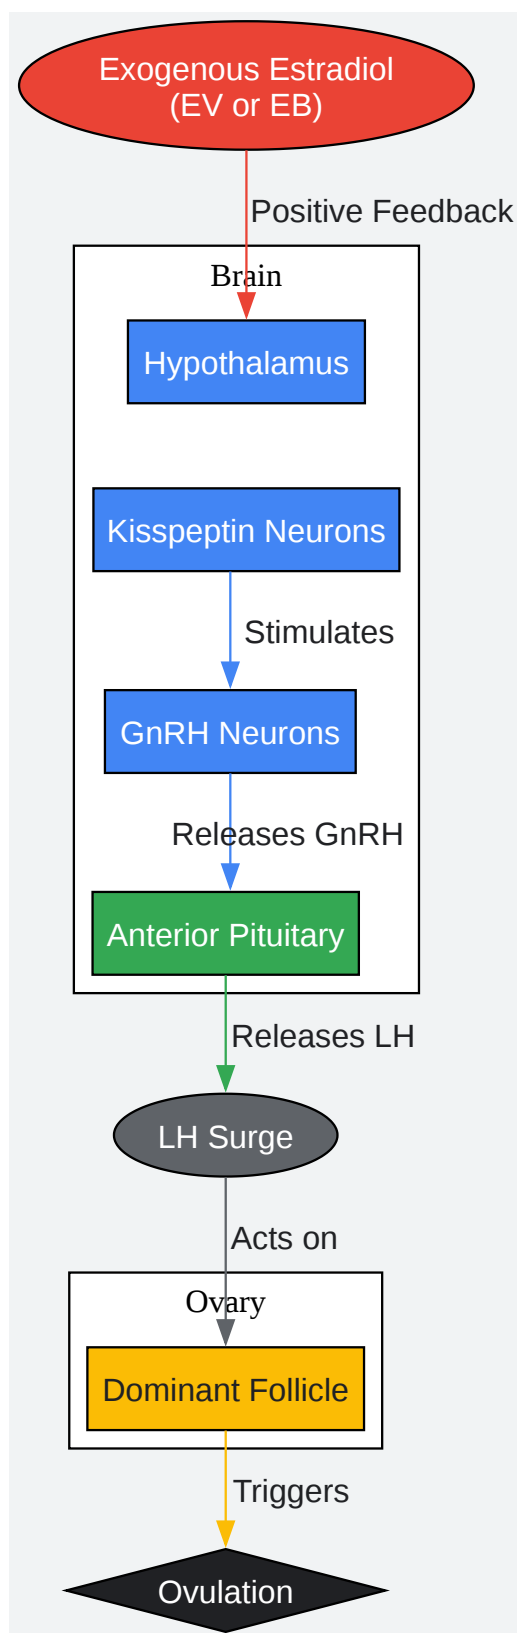 Exogenous Estradiol
(EV or EB)
Positive Feedback
Brain
Hypothalamus
Kisspeptin Neurons
Stimulates
GnRH Neurons
Releases GnRH
Anterior Pituitary
Releases LH
LH Surge
Acts on
Ovary
Dominant Follicle
Triggers
Ovulation